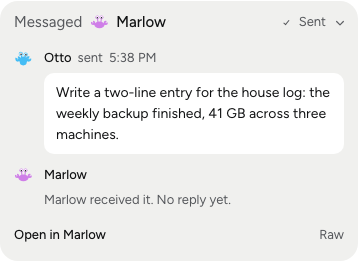 Messaged Marlow ✓ Sent
Otto sent 5:38 PM
Write a two-line entry for the house log: the
weekly backup finished, 41 GB across three
machines.
Marlow
Marlow received it. No reply yet.
Open in Marlow Raw